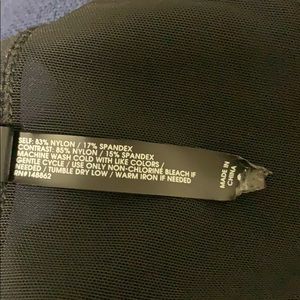 SELF: 83% NYLON / 17% SPANDEX
CONTRAST: 85% NYLON / 15% SPANDEX
MACHINE WASH COLD WITH LIKE COLORS /
GENTLE CYCLE / USE ONLY NON-CHLORINE BLEACH IF
NEEDED / TUMBLE DRY LOW / WARM IRON IF NEEDED
RN#148862
MADE IN
CHINA